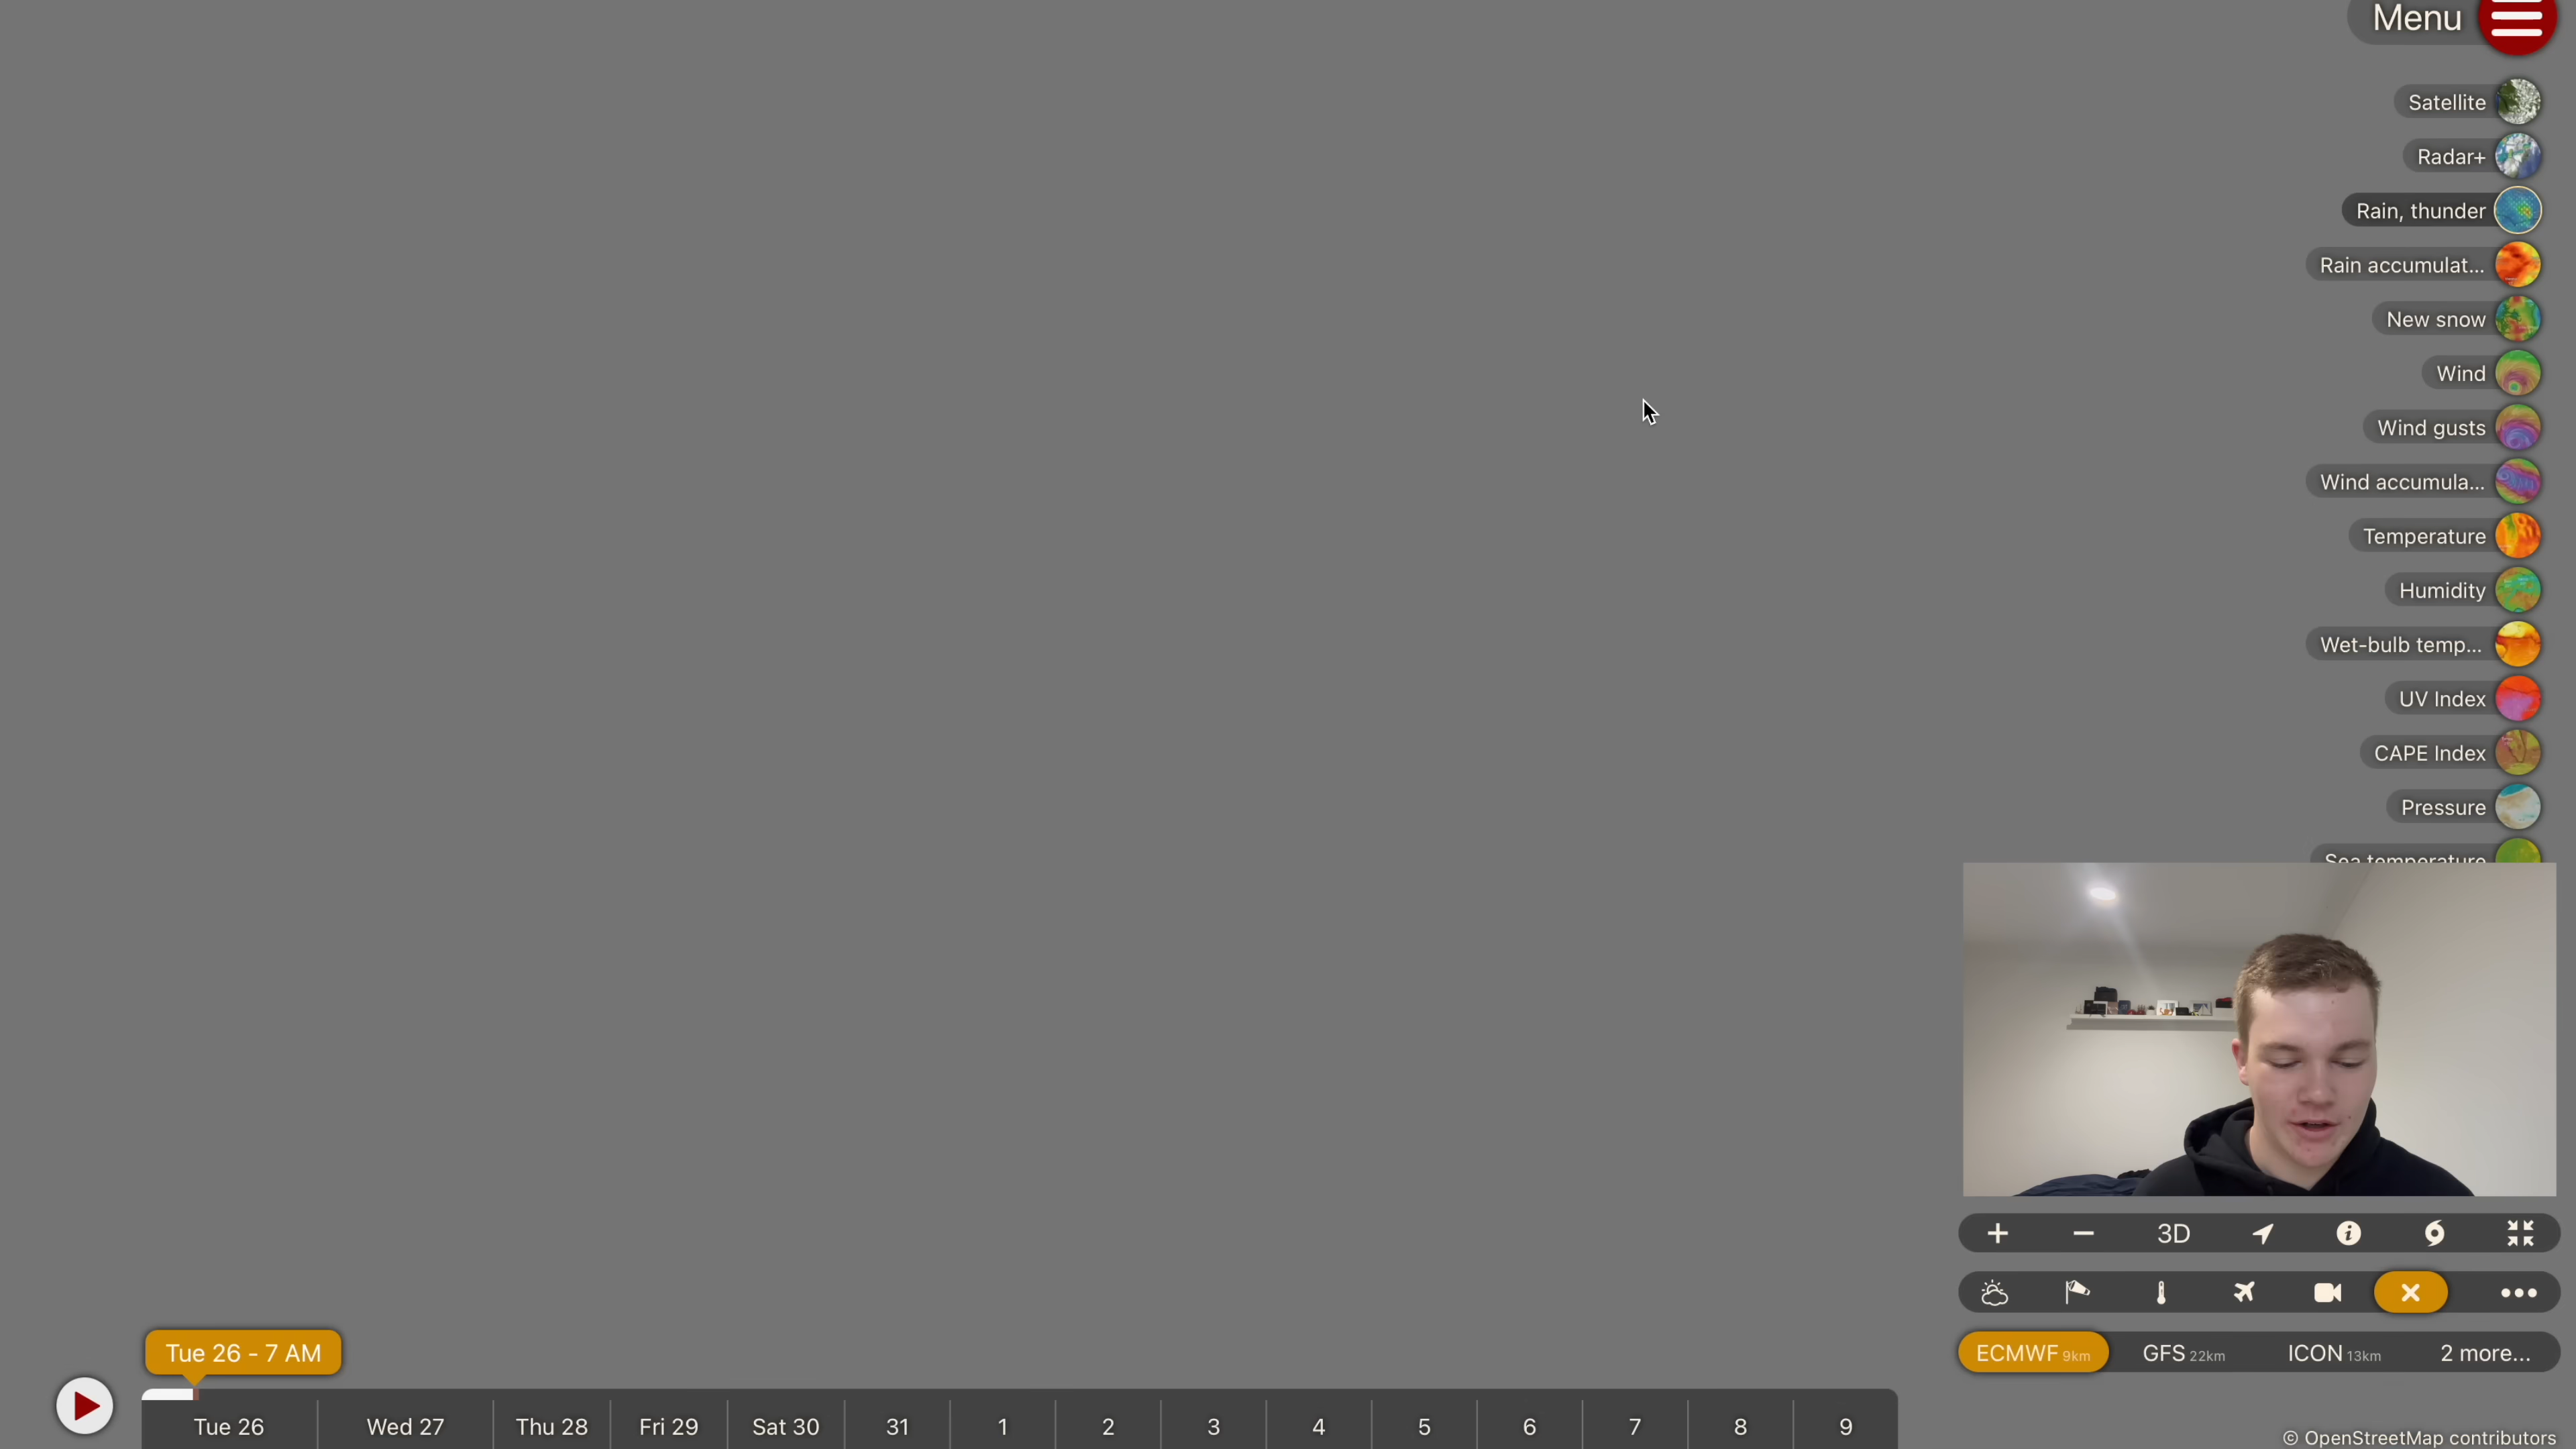 Menu
Satellite
Radar+
Rain, thunder
Rain accumulat...
New snow
Wind
Wind gusts
Wind accumula...
Temperature
Humidity
Wet-bulb temp...
UV Index
CAPE Index
Pressure
Sea temperature
3D
ECMWF 9km GFS 22km ICON 13km 2 more...
Tue 26 - 7 AM
Tue 26 Wed 27 Thu 28 Fri 29 Sat 30 31 1 2 3 4 5 6 7 8 9
© OpenStreetMap contributors